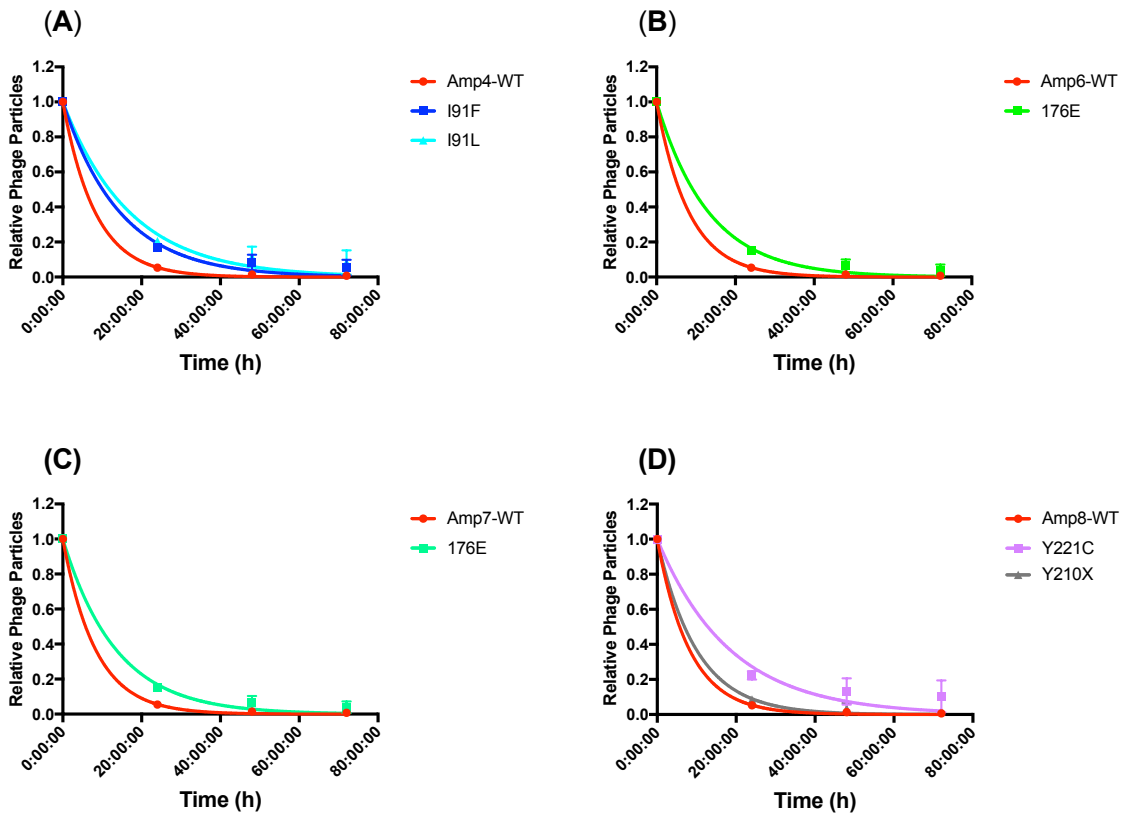 (A)
1.2
1.0
0.8
0.6
0.4
0.2
0.0
Relative Phage Particles
0:00:00
20:00:00
40:00:00
60:00:00
80:00:00
Time (h)
Amp4-WT
I91F
I91L
(B)
1.2
1.0
0.8
0.6
0.4
0.2
0.0
Relative Phage Particles
0:00:00
20:00:00
40:00:00
60:00:00
80:00:00
Time (h)
Amp6-WT
176E
(C)
1.2
1.0
0.8
0.6
0.4
0.2
0.0
Relative Phage Particles
0:00:00
20:00:00
40:00:00
60:00:00
80:00:00
Time (h)
Amp7-WT
176E
(D)
1.2
1.0
0.8
0.6
0.4
0.2
0.0
Relative Phage Particles
0:00:00
20:00:00
40:00:00
60:00:00
80:00:00
Time (h)
Amp8-WT
Y221C
Y210X